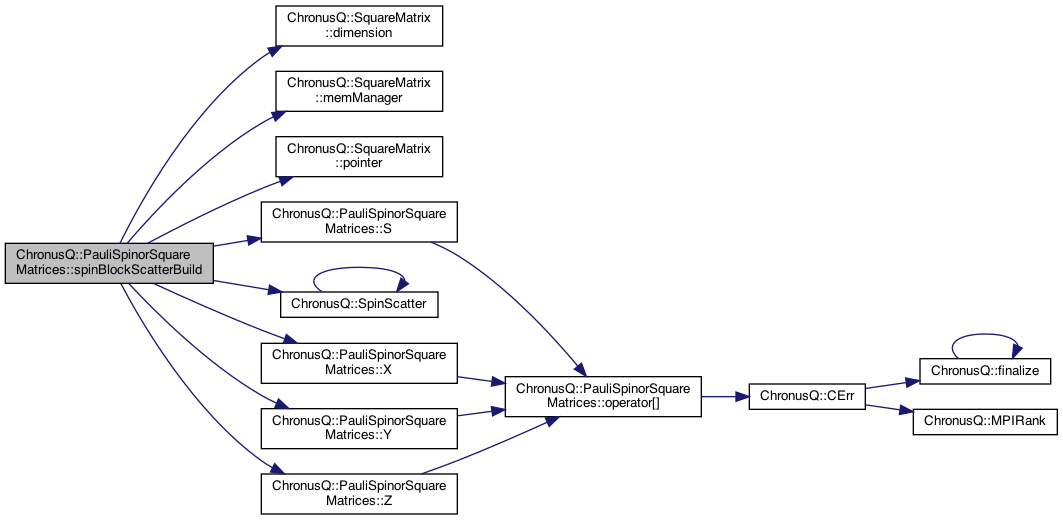 ChronusQ::SquareMatrix
::dimension
ChronusQ::SquareMatrix
::memManager
ChronusQ::SquareMatrix
::pointer
ChronusQ::PauliSpinorSquare
Matrices::S
ChronusQ::PauliSpinorSquare
Matrices::spinBlockScatterBuild
ChronusQ::SpinScatter
ChronusQ::PauliSpinorSquare
Matrices::X
ChronusQ::PauliSpinorSquare
Matrices::Y
ChronusQ::PauliSpinorSquare
Matrices::Z
ChronusQ::PauliSpinorSquare
Matrices::operator[]
ChronusQ::CErr
ChronusQ::finalize
ChronusQ::MPIRank